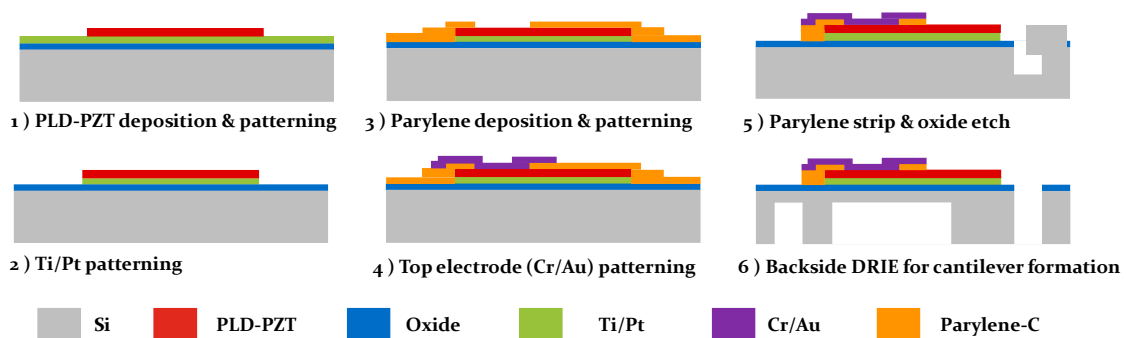 1 ) PLD-PZT deposition & patterning
2 ) Ti/Pt patterning
3 ) Parylene deposition & patterning
4 ) Top electrode (Cr/Au) patterning
5 ) Parylene strip & oxide etch
6 ) Backside DRIE for cantilever formation
Si
PLD-PZT
Oxide
Ti/Pt
Cr/Au
Parylene-C